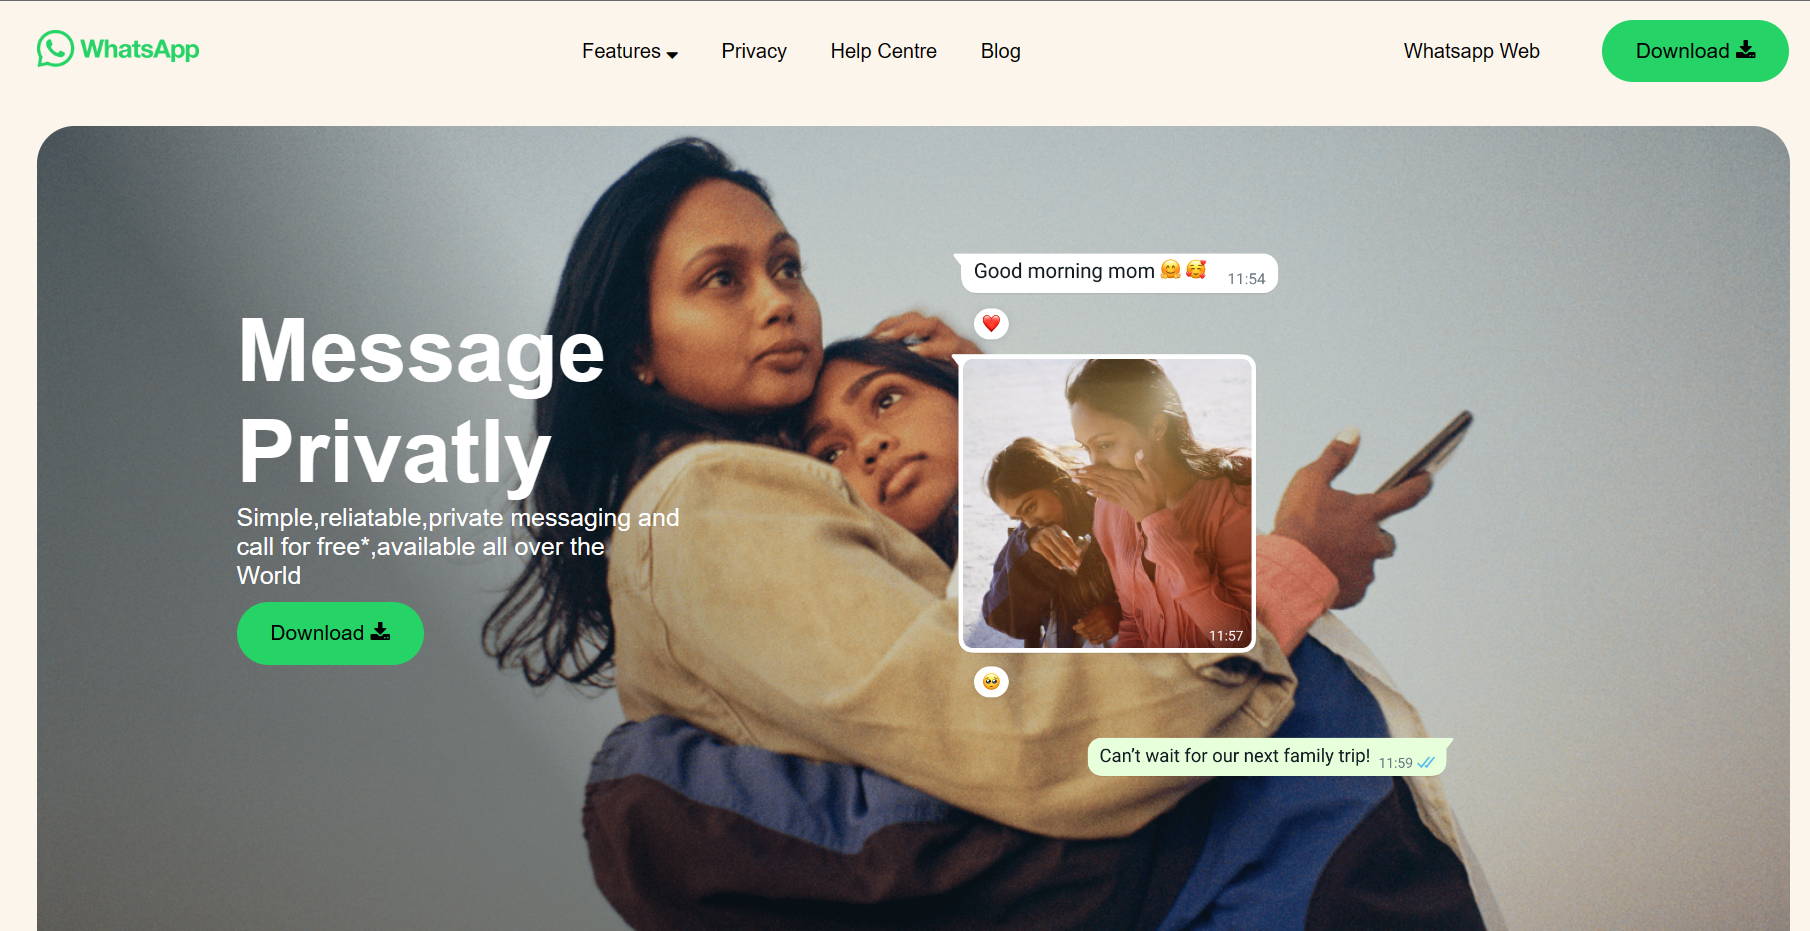 WhatsApp
Features
Privacy
Help Centre
Blog
Whatsapp Web
Download
Message
Privatly
Simple,reliatable,private messaging and
call for free*,available all over the
World
Download
Good morning mom 🤗 🥰 11:54
❤️
11:57
🥹
Can’t wait for our next family trip! 11:59